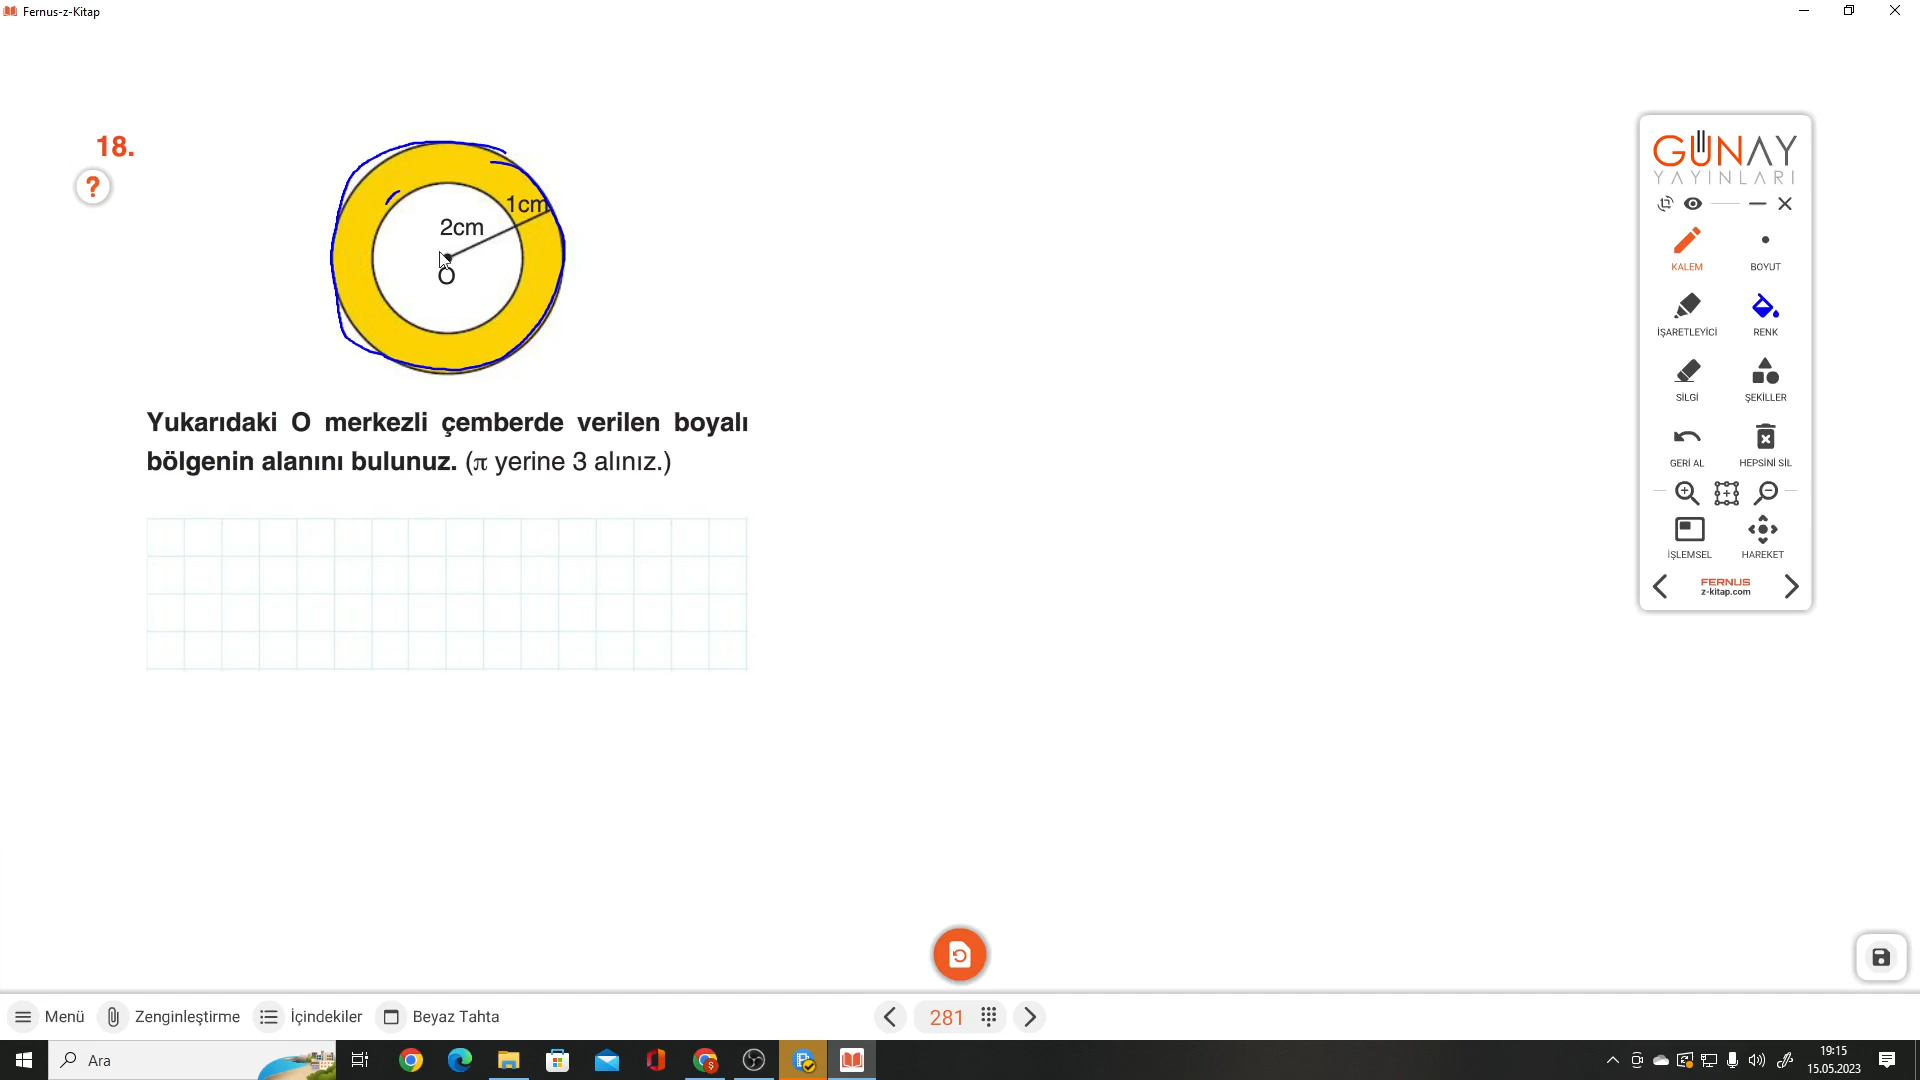 Fernus-z-Kitap
18.
?
1cm
2cm
O
Yukarıdaki O merkezli çemberde verilen boyalı
bölgenin alanını bulunuz. (π yerine 3 alınız.)
GÜNAY
YAYINLARI
KALEM
BOYUT
İŞARETLEYİCİ
RENK
SİLGİ
ŞEKİLLER
GERİ AL
HEPSİNİ SİL
İŞLEMSEL
HAREKET
FERNUS
z-kitap.com
Menü
Zenginleştirme
İçindekiler
Beyaz Tahta
281
Ara
19:15
15.05.2023